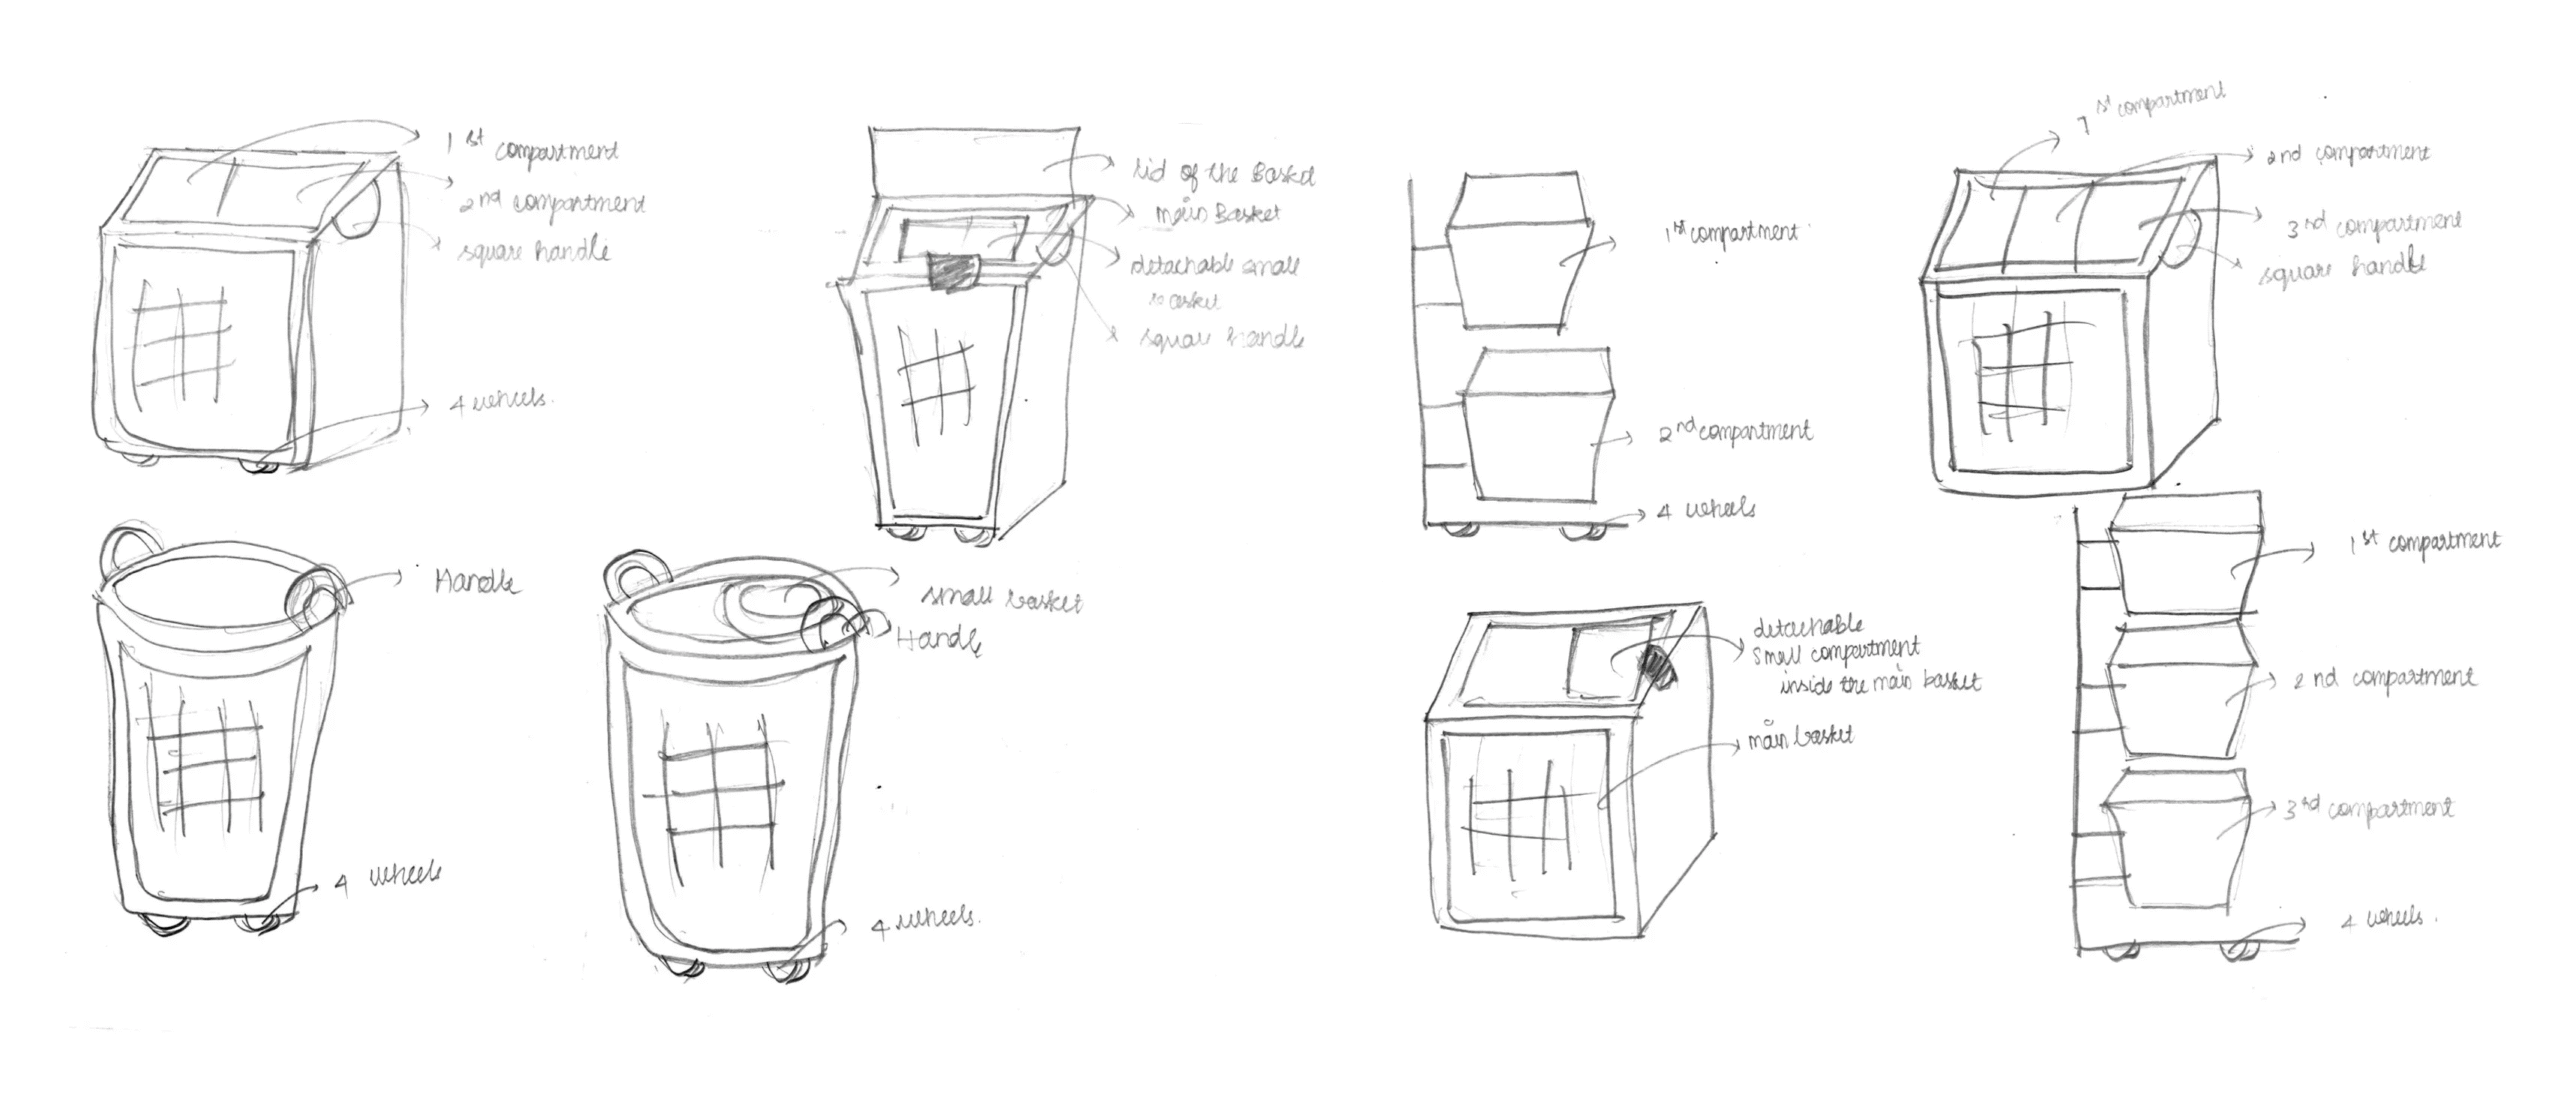 1st compartment
2nd compartment
square handle
4 wheels.
lid of the Basket
main Basket
detachable small
basket
square handle
1st compartment
2nd compartment
4 wheels
1st compartment
2nd compartment
3rd compartment
square handle
Handle
4 wheels
small basket
Handle
4 wheels.
detachable
small compartment
inside the main basket
main basket
1st compartment
2nd compartment
3rd compartment
4 wheels.